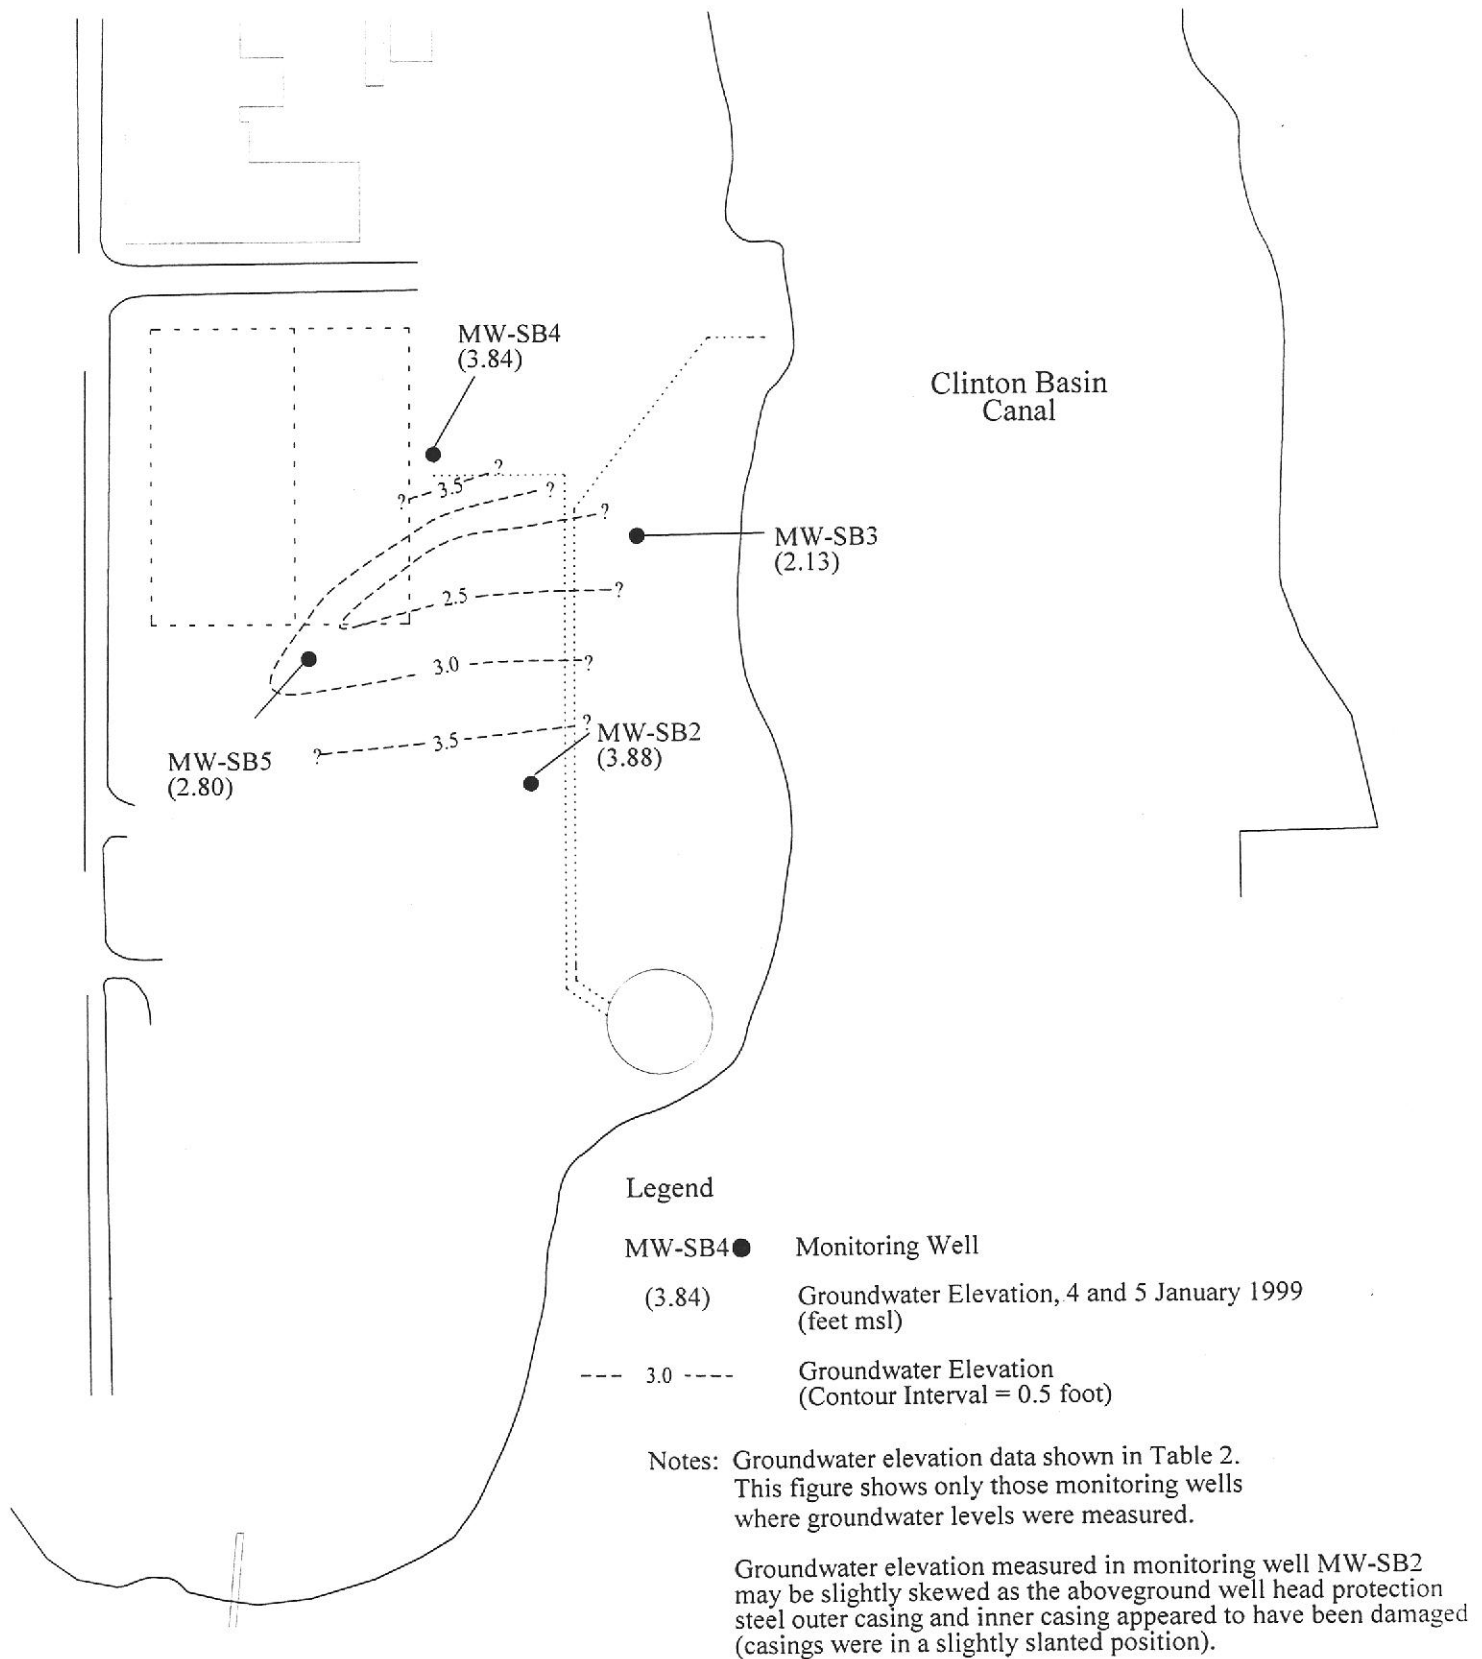 MW-SB4
(3.84)
Clinton Basin
Canal
?
? 3.5
?
?
MW-SB3
(2.13)
2.5 ?
3.0 ?
?
MW-SB2
(3.88)
? 3.5
MW-SB5
(2.80)
Legend
MW-SB4 Monitoring Well
(3.84) Groundwater Elevation, 4 and 5 January 1999
(feet msl)
3.0 Groundwater Elevation
(Contour Interval = 0.5 foot)
Notes: Groundwater elevation data shown in Table 2.
This figure shows only those monitoring wells
where groundwater levels were measured.
Groundwater elevation measured in monitoring well MW-SB2
may be slightly skewed as the aboveground well head protection
steel outer casing and inner casing appeared to have been damaged
(casings were in a slightly slanted position).